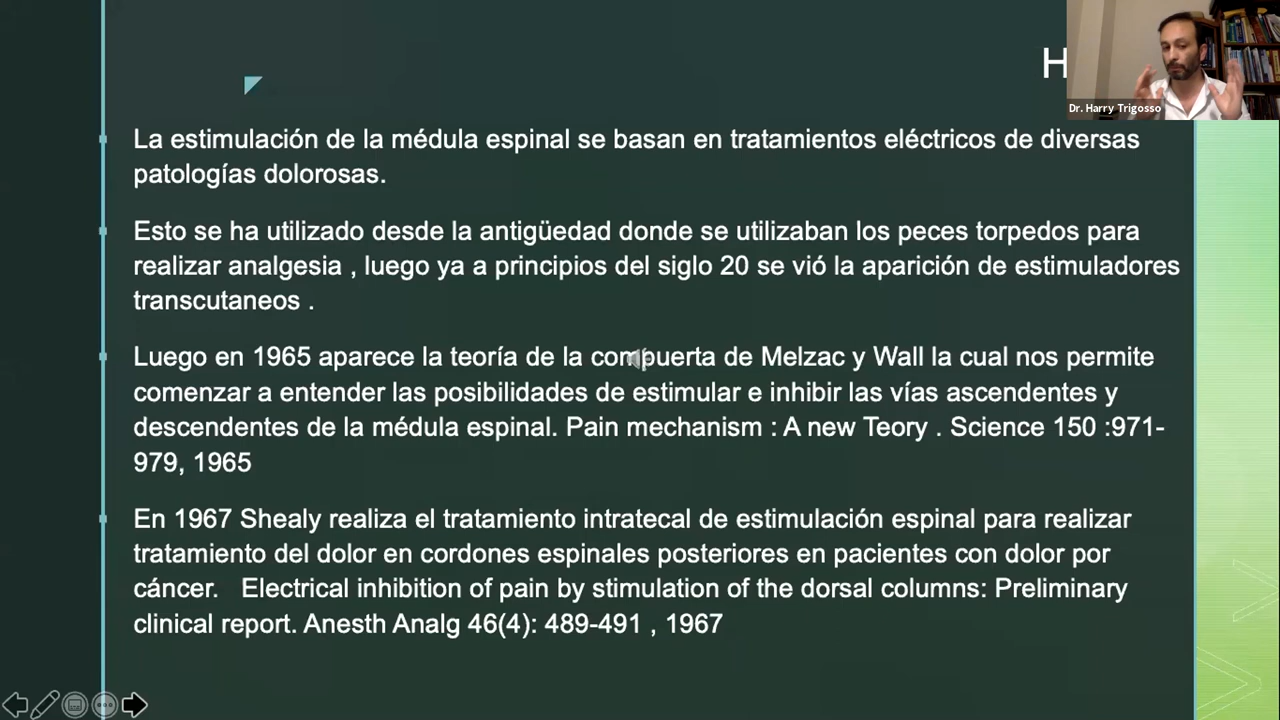 H
Dr. Harry Trigosso
La estimulación de la médula espinal se basan en tratamientos eléctricos de diversas
patologías dolorosas.
Esto se ha utilizado desde la antigüedad donde se utilizaban los peces torpedos para
realizar analgesia , luego ya a principios del siglo 20 se vió la aparición de estimuladores
transcutaneos .
Luego en 1965 aparece la teoría de la compuerta de Melzac y Wall la cual nos permite
comenzar a entender las posibilidades de estimular e inhibir las vías ascendentes y
descendentes de la médula espinal. Pain mechanism : A new Teory . Science 150 :971-
979, 1965
En 1967 Shealy realiza el tratamiento intratecal de estimulación espinal para realizar
tratamiento del dolor en cordones espinales posteriores en pacientes con dolor por
cáncer. Electrical inhibition of pain by stimulation of the dorsal columns: Preliminary
clinical report. Anesth Analg 46(4): 489-491 , 1967